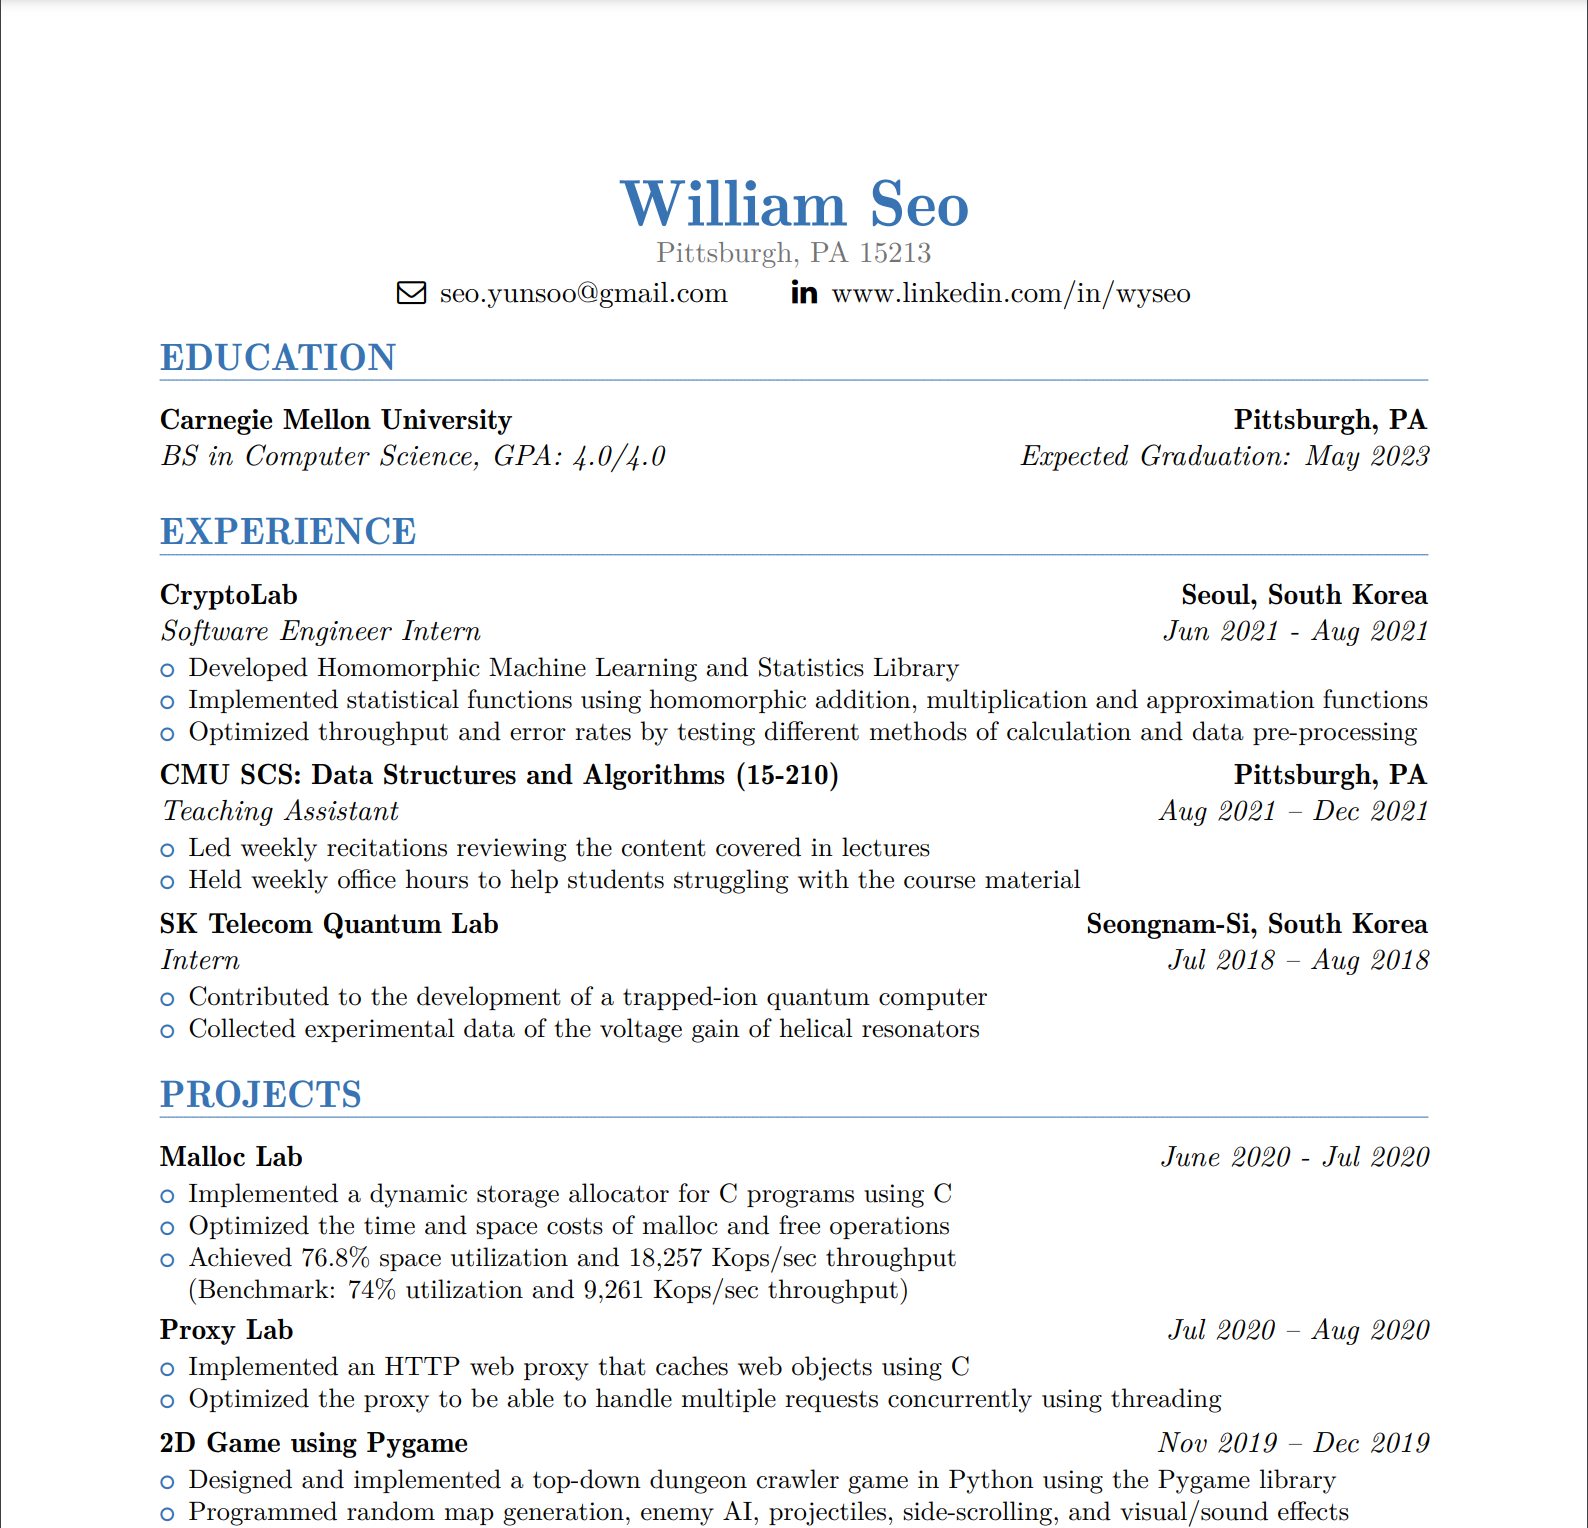 William Seo
Pittsburgh, PA 15213
seo.yunsoo@gmail.com www.linkedin.com/in/wyseo
EDUCATION
Carnegie Mellon University Pittsburgh, PA
BS in Computer Science, GPA: 4.0/4.0 Expected Graduation: May 2023
EXPERIENCE
CryptoLab Seoul, South Korea
Software Engineer Intern Jun 2021 - Aug 2021
Developed Homomorphic Machine Learning and Statistics Library
Implemented statistical functions using homomorphic addition, multiplication and approximation functions
Optimized throughput and error rates by testing different methods of calculation and data pre-processing
CMU SCS: Data Structures and Algorithms (15-210) Pittsburgh, PA
Teaching Assistant Aug 2021 – Dec 2021
Led weekly recitations reviewing the content covered in lectures
Held weekly office hours to help students struggling with the course material
SK Telecom Quantum Lab Seongnam-Si, South Korea
Intern Jul 2018 – Aug 2018
Contributed to the development of a trapped-ion quantum computer
Collected experimental data of the voltage gain of helical resonators
PROJECTS
Malloc Lab June 2020 - Jul 2020
Implemented a dynamic storage allocator for C programs using C
Optimized the time and space costs of malloc and free operations
Achieved 76.8% space utilization and 18,257 Kops/sec throughput
(Benchmark: 74% utilization and 9,261 Kops/sec throughput)
Proxy Lab Jul 2020 – Aug 2020
Implemented an HTTP web proxy that caches web objects using C
Optimized the proxy to be able to handle multiple requests concurrently using threading
2D Game using Pygame Nov 2019 – Dec 2019
Designed and implemented a top-down dungeon crawler game in Python using the Pygame library
Programmed random map generation, enemy AI, projectiles, side-scrolling, and visual/sound effects